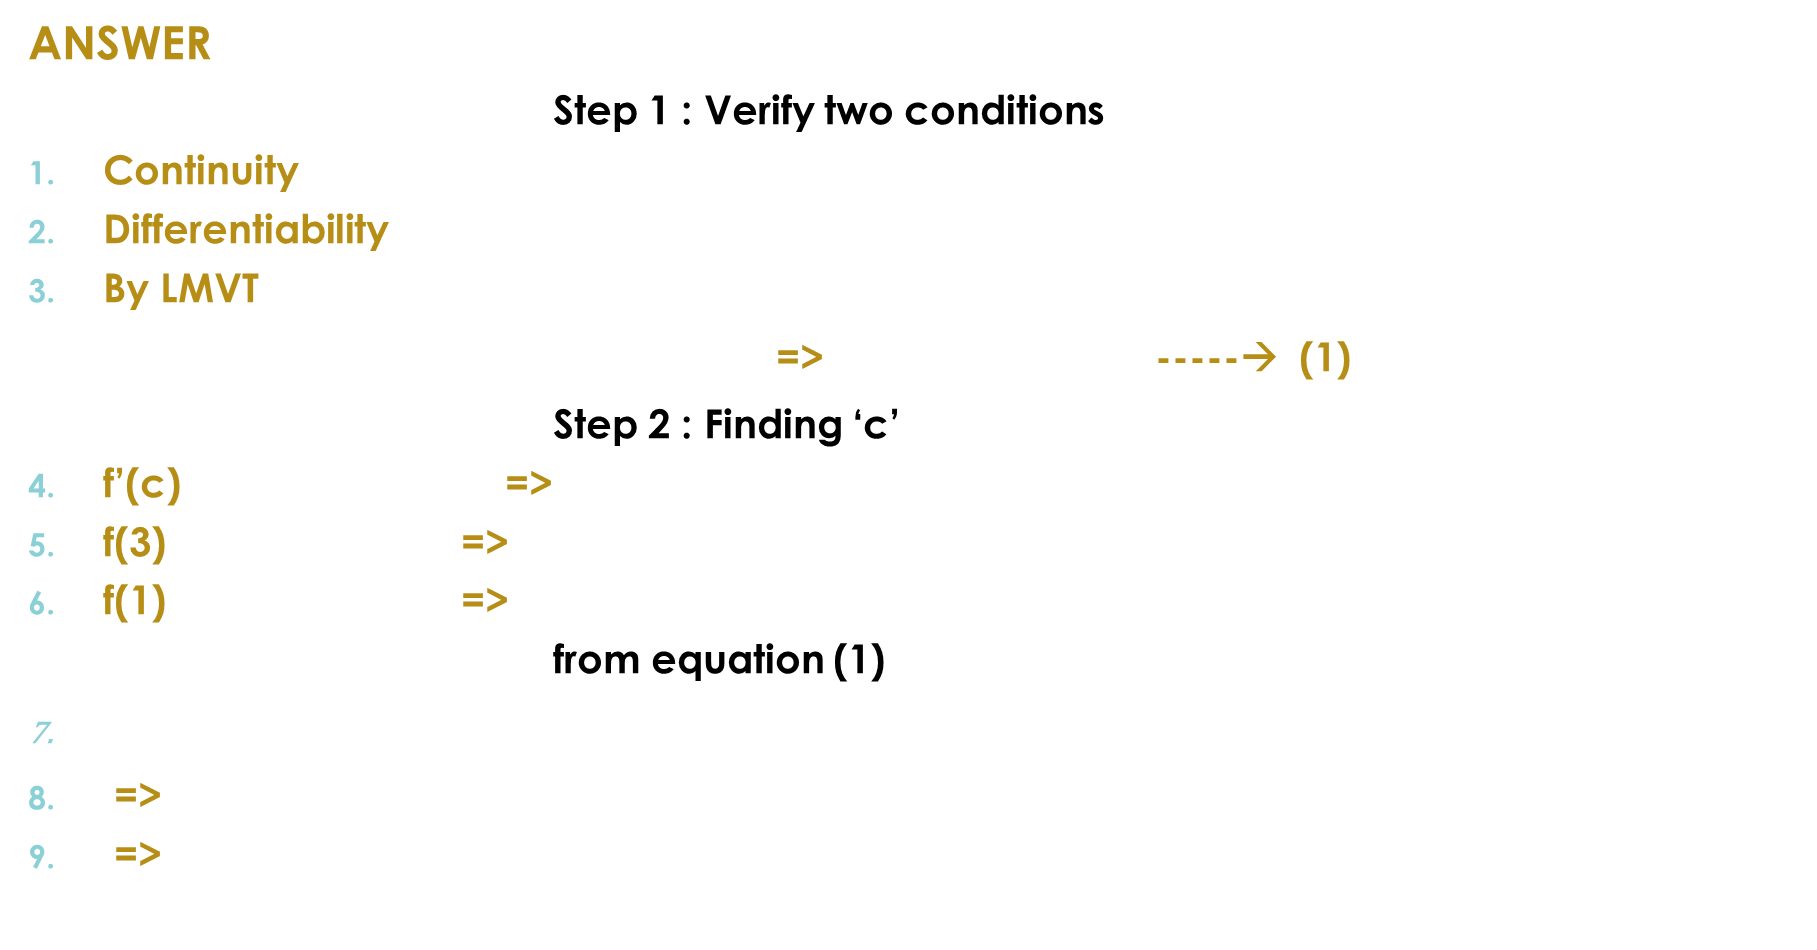 ANSWER
Step 1 : Verify two conditions
1. Continuity
2. Differentiability
3. By LMVT
=> -----→ (1)
Step 2 : Finding ‘c’
4. f’(c) =>
5. f(3) =>
6. f(1) =>
from equation (1)
7.
8. =>
9. =>